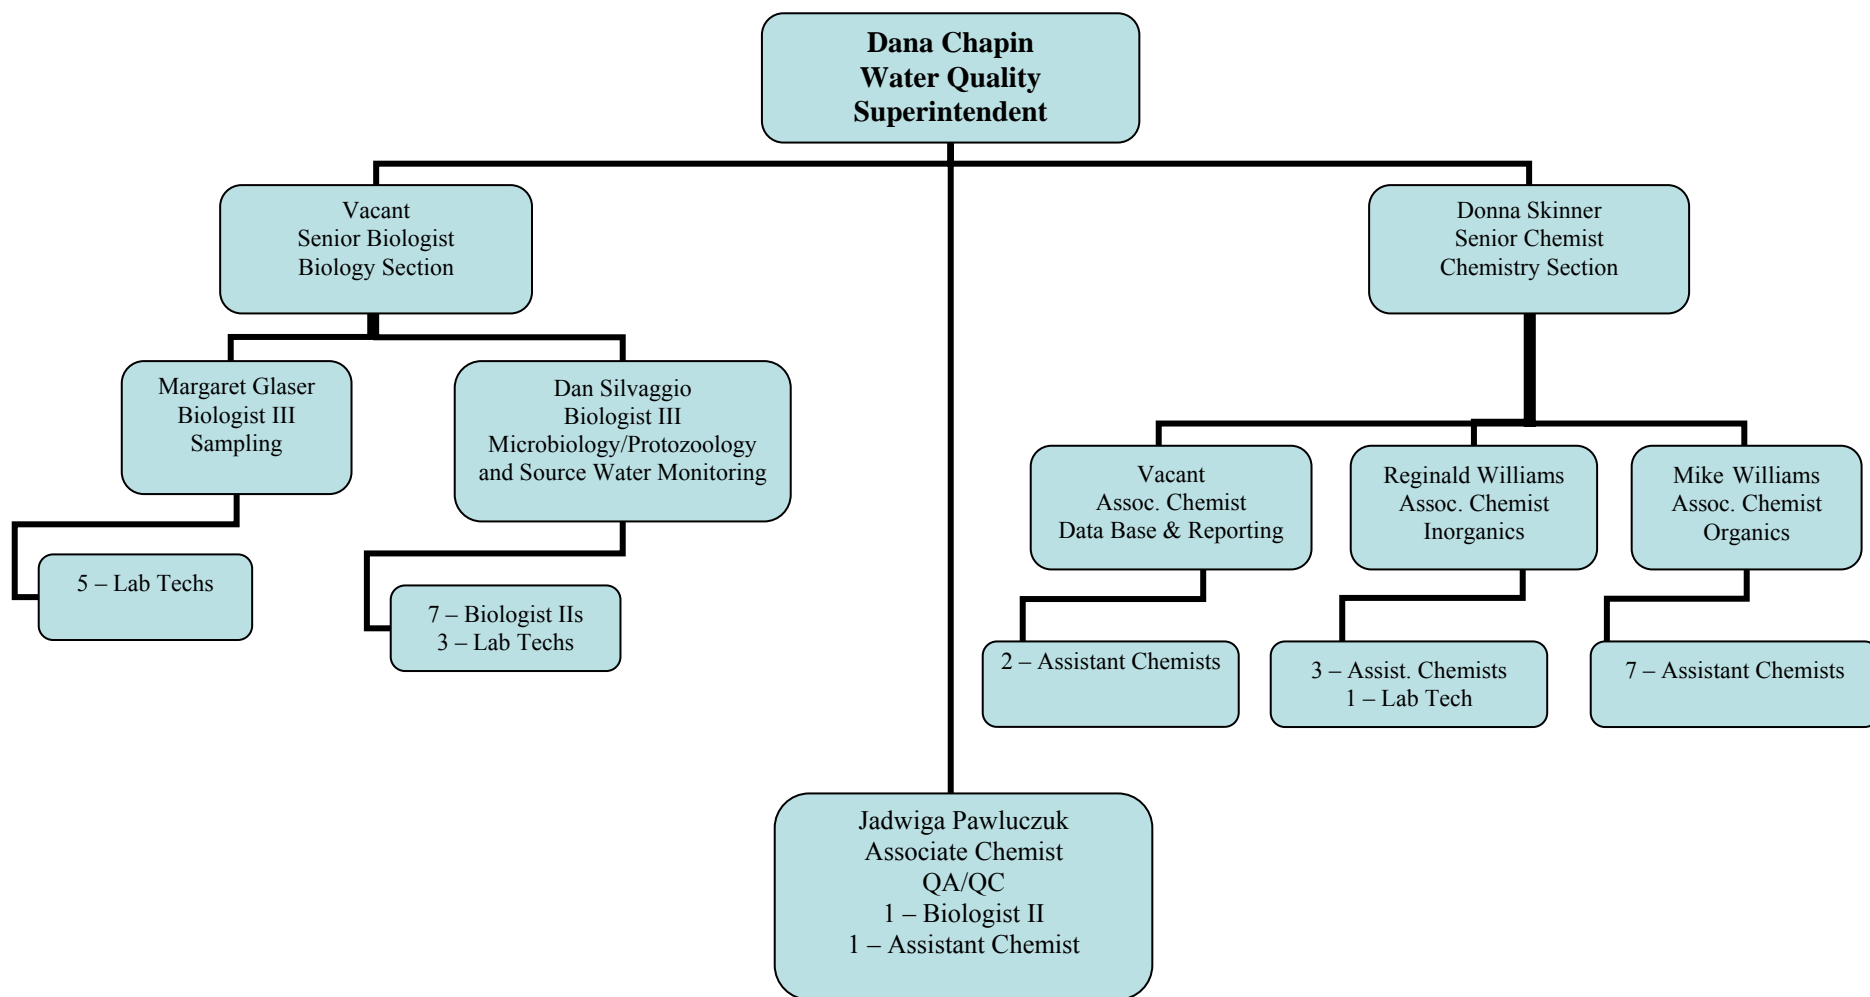 Dana Chapin
Water Quality
Superintendent
Vacant
Senior Biologist
Biology Section
Donna Skinner
Senior Chemist
Chemistry Section
Margaret Glaser
Biologist III
Sampling
Dan Silvaggio
Biologist III
Microbiology/Protozoology
and Source Water Monitoring
Vacant
Assoc. Chemist
Data Base & Reporting
Reginald Williams
Assoc. Chemist
Inorganics
Mike Williams
Assoc. Chemist
Organics
5 – Lab Techs
7 – Biologist IIs
3 – Lab Techs
2 – Assistant Chemists
3 – Assist. Chemists
1 – Lab Tech
7 – Assistant Chemists
Jadwiga Pawluczuk
Associate Chemist
QA/QC
1 – Biologist II
1 – Assistant Chemist